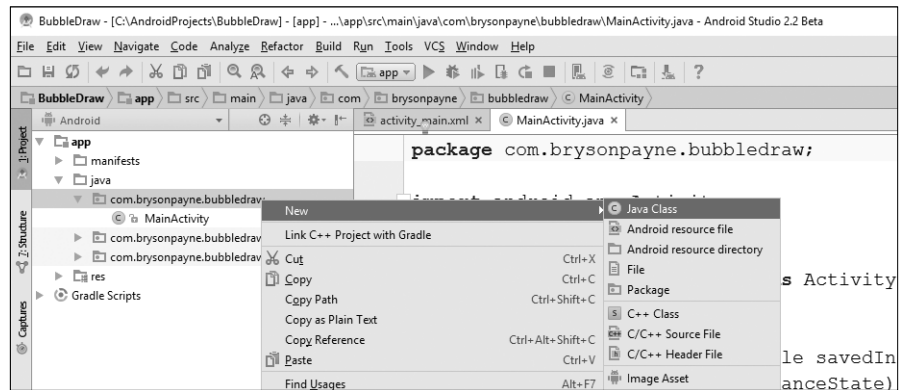 BubbleDraw - [C:\AndroidProjects\BubbleDraw] - [app] - ...\app\src\main\java\com\brysonpayne\bubbledraw\MainActivity.java - Android Studio 2.2 Beta
File Edit View Navigate Code Analyze Refactor Build Run Tools VCS Window Help
app
BubbleDraw app src main java com brysonpayne bubbledraw MainActivity
Android
activity_main.xml MainActivity.java
1: Project
7: Structure
Captures
app
manifests
java
com.brysonpayne.bubbledraw
MainActivity
com.brysonpayne.bubbledraw
com.brysonpayne.bubbledraw
res
Gradle Scripts
package com.brysonpayne.bubbledraw;
s Activity
le savedIn
anceState)
New
Link C++ Project with Gradle
Cut Ctrl+X
Copy Ctrl+C
Copy Path Ctrl+Shift+C
Copy as Plain Text
Copy Reference Ctrl+Alt+Shift+C
Paste Ctrl+V
Find Usages Alt+F7
Java Class
Android resource file
Android resource directory
File
Package
C++ Class
C/C++ Source File
C/C++ Header File
Image Asset